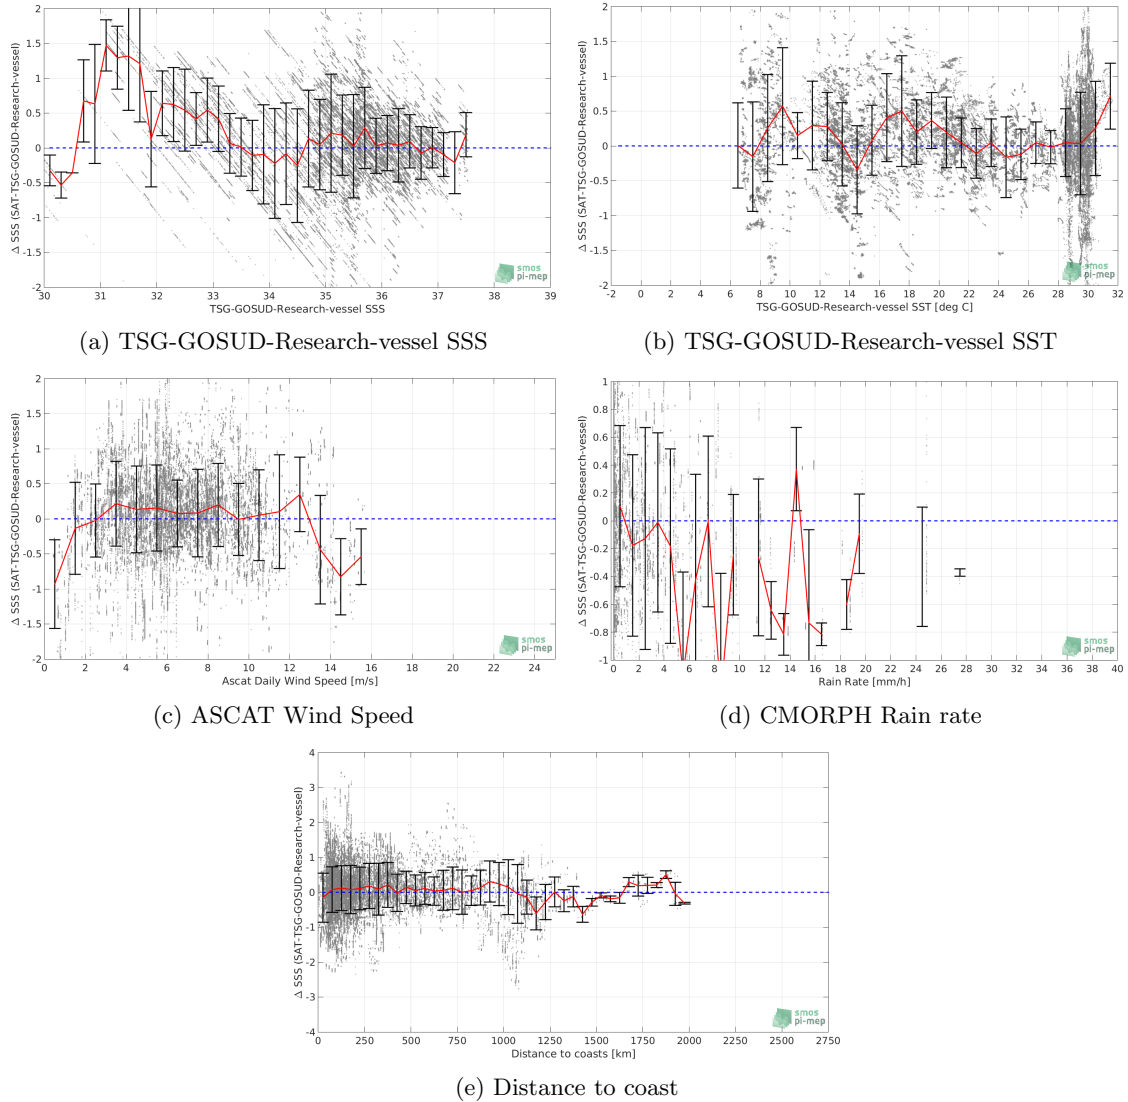 Δ SSS (SAT-TSG-GOSUD-Research-vessel)
2
1.5
1
0.5
0
-0.5
-1
-1.5
-2
30 31 32 33 34 35 36 37 38 39
TSG-GOSUD-Research-vessel SSS
smos
pi-mep
(a) TSG-GOSUD-Research-vessel SSS
Δ SSS (SAT-TSG-GOSUD-Research-vessel)
2
1.5
1
0.5
0
-0.5
-1
-1.5
-2
-2 0 2 4 6 8 10 12 14 16 18 20 22 24 26 28 30 32
TSG-GOSUD-Research-vessel SST [deg C]
smos
pi-mep
(b) TSG-GOSUD-Research-vessel SST
Δ SSS (SAT-TSG-GOSUD-Research-vessel)
2
1.5
1
0.5
0
-0.5
-1
-1.5
-2
0 2 4 6 8 10 12 14 16 18 20 22 24
Ascat Daily Wind Speed [m/s]
smos
pi-mep
(c) ASCAT Wind Speed
Δ SSS (SAT-TSG-GOSUD-Research-vessel)
1
0.8
0.6
0.4
0.2
0
-0.2
-0.4
-0.6
-0.8
-1
0 2 4 6 8 10 12 14 16 18 20 22 24 26 28 30 32 34 36 38 40
Rain Rate [mm/h]
smos
pi-mep
(d) CMORPH Rain rate
Δ SSS (SAT-TSG-GOSUD-Research-vessel)
4
3
2
1
0
-1
-2
-3
-4
0 250 500 750 1000 1250 1500 1750 2000 2250 2500 2750
Distance to coasts [km]
smos
pi-mep
(e) Distance to coast